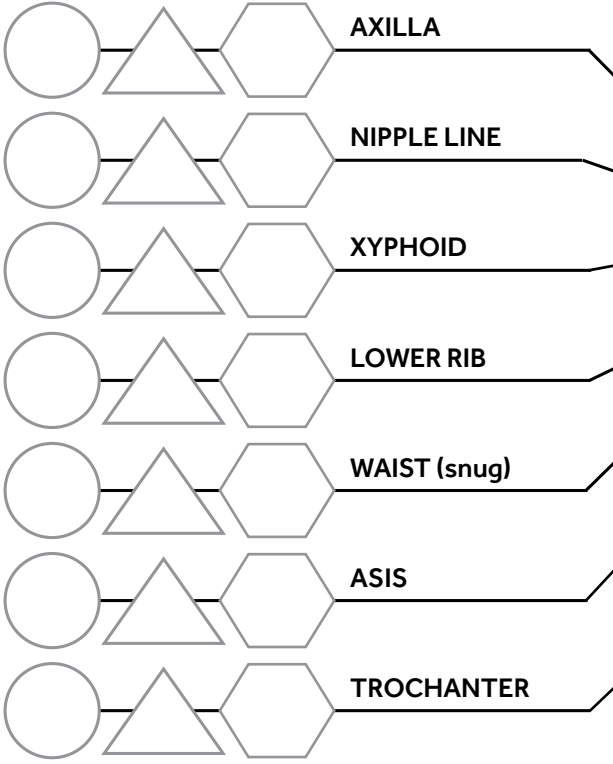 AXILLA
NIPPLE LINE
XYPHOID
LOWER RIB
WAIST (snug)
ASIS
TROCHANTER